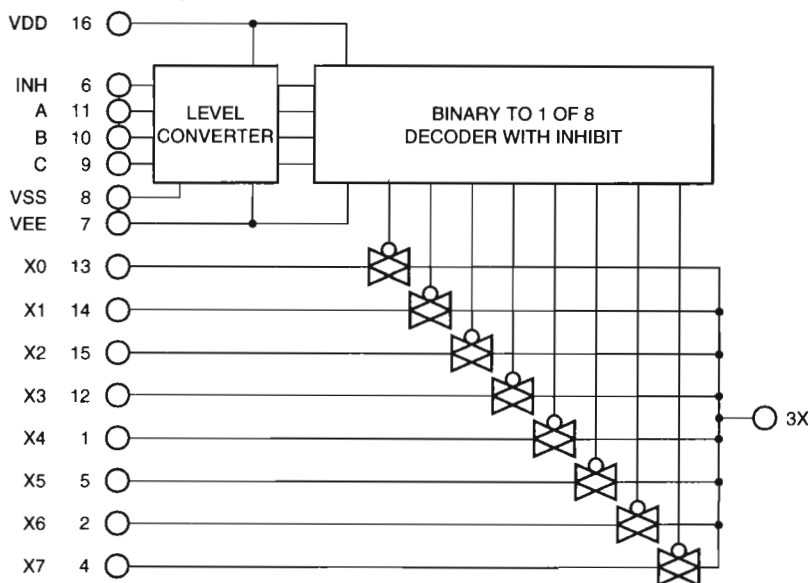 VDD 16
INH 6
A 11
B 10
C 9
VSS 8
VEE 7
LEVEL
CONVERTER
BINARY TO 1 OF 8
DECODER WITH INHIBIT
X0 13
X1 14
X2 15
X3 12
X4 1
X5 5
X6 2
X7 4
3X